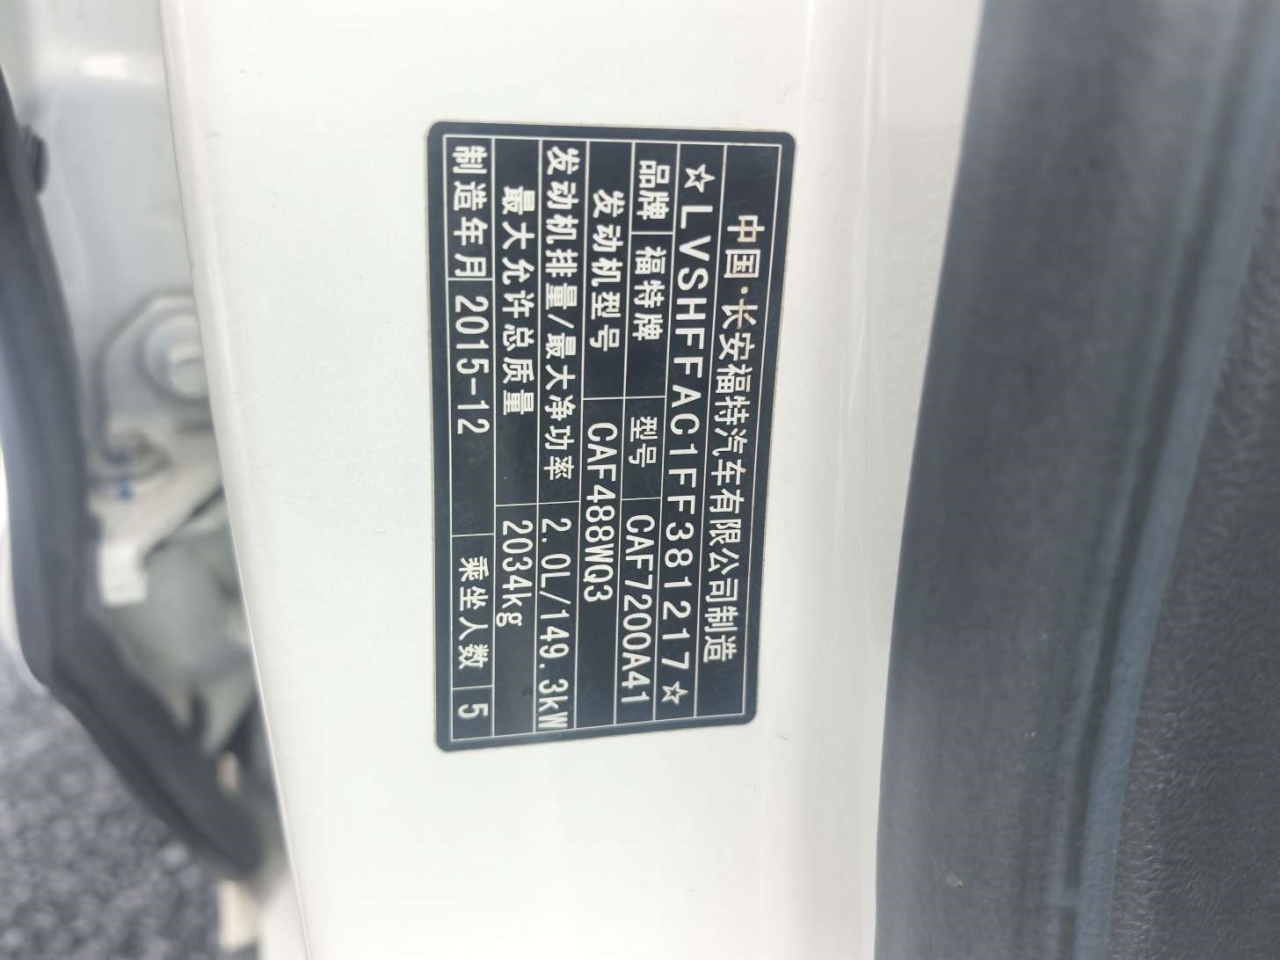 中国·长安福特汽车有限公司制造
☆LVSHFFAC1FF381217☆
品牌 福特牌 型号 CAF7200A41
发动机型号 CAF488WQ3
发动机排量/最大净功率 2.0L/149.3kW
最大允许总质量 2034kg
制造年月 2015-12 乘坐人数 5